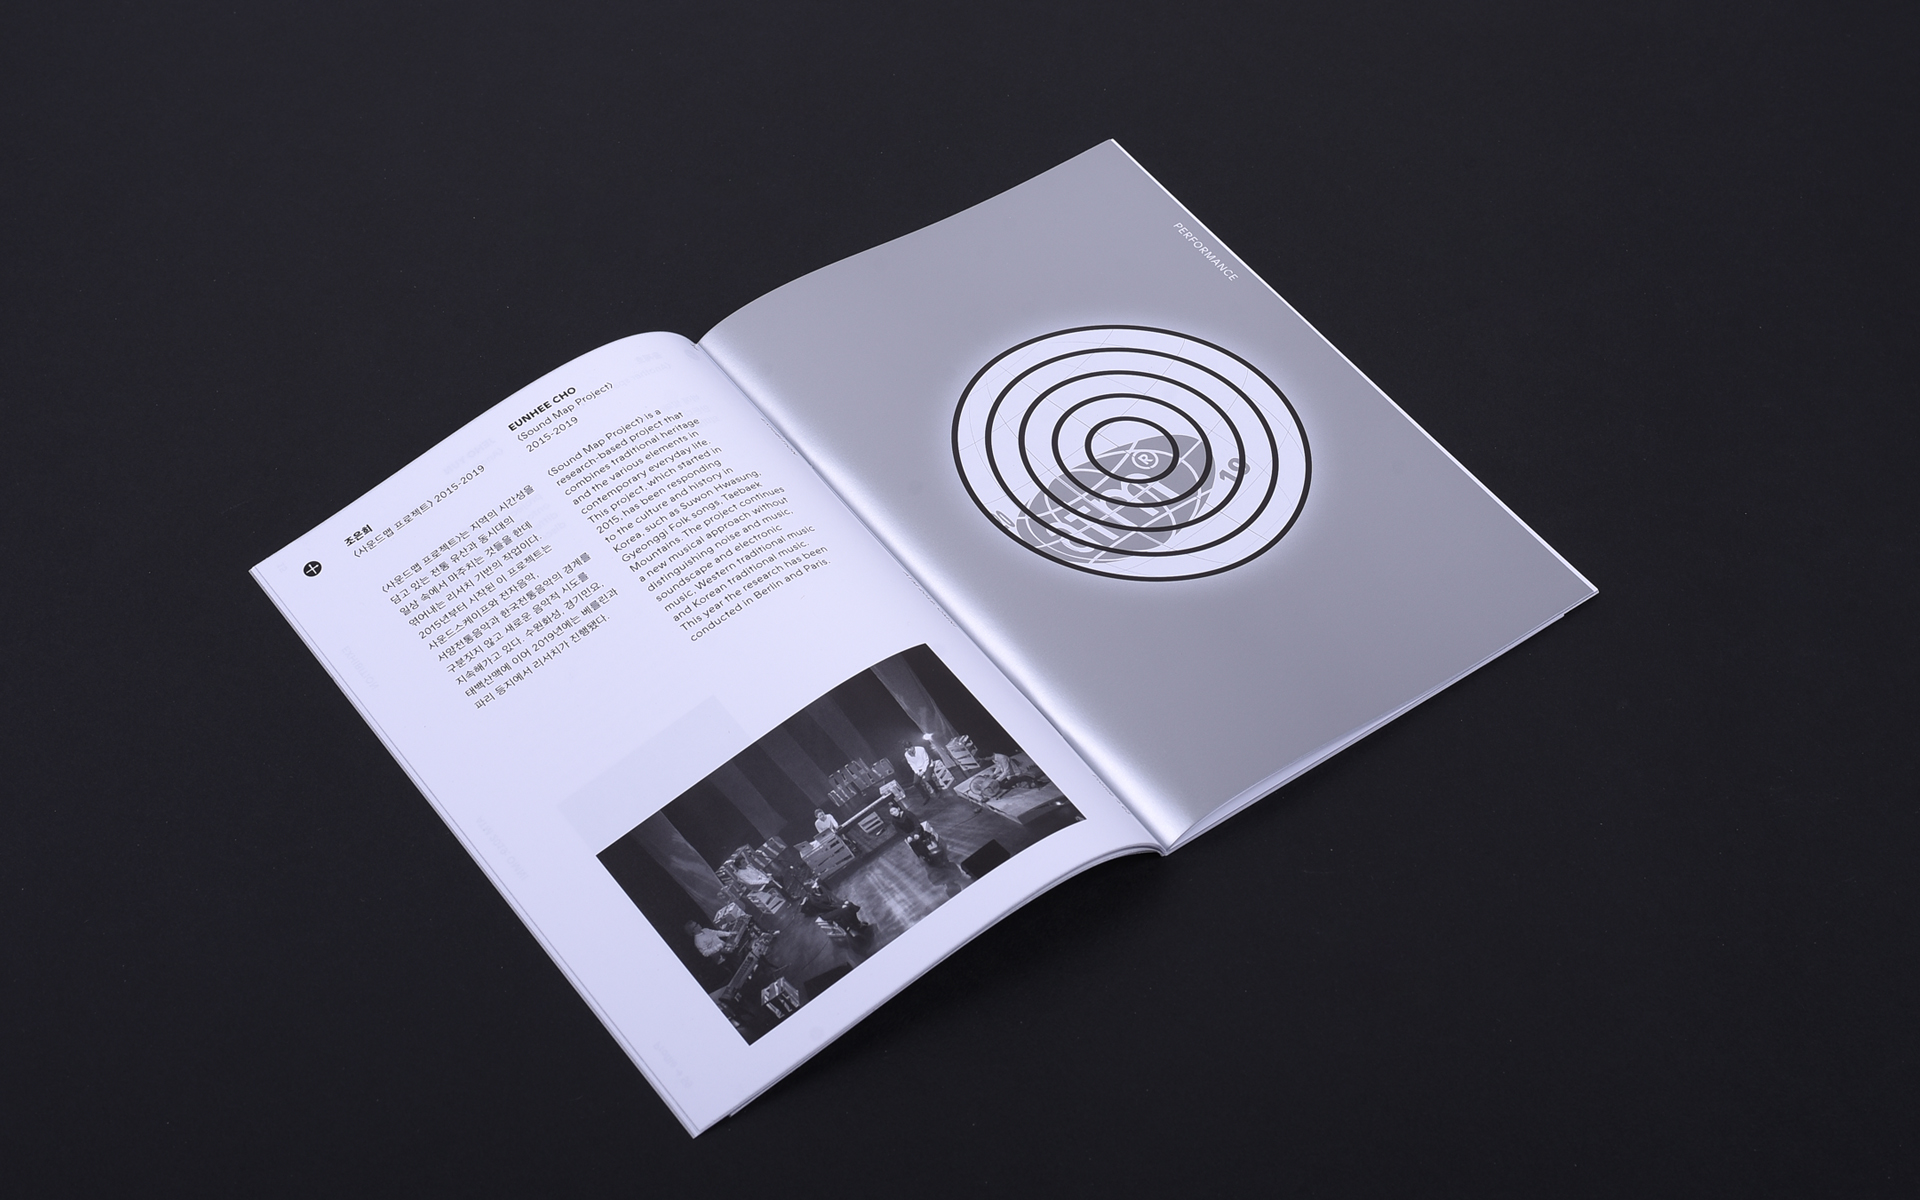 조은희
〈사운드맵 프로젝트〉 2015-2019
〈사운드맵 프로젝트〉는 지역의 시간성을
담고 있는 전통 유산과 동시대의
일상 속에서 마주치는 것들을 한데
엮어내는 리서치 기반의 작업이다.
2015년부터 시작된 이 프로젝트는
사운드스케이프와 전자음악,
서양전통음악과 한국전통음악의 경계를
구분짓지 않고 새로운 음악적 시도를
지속해가고 있다. 수원화성, 경기민요,
태백산맥에 이어 2019년에는 베를린과
파리 등지에서 리서치가 진행됐다.
EUNHEE CHO
〈Sound Map Project〉
2015-2019
〈Sound Map Project〉 is a
research-based project that
combines traditional heritage
and the various elements in
contemporary everyday life.
This project, which started in
2015, has been responding
to the culture and history in
Korea, such as Suwon Hwasung,
Gyeonggi Folk songs, Taebaek
Mountains. The project continues
a new musical approach without
distinguishing noise and music,
soundscape and electronic
music, Western traditional music
and Korean traditional music.
This year the research has been
conducted in Berlin and Paris.
PERFORMANCE
®